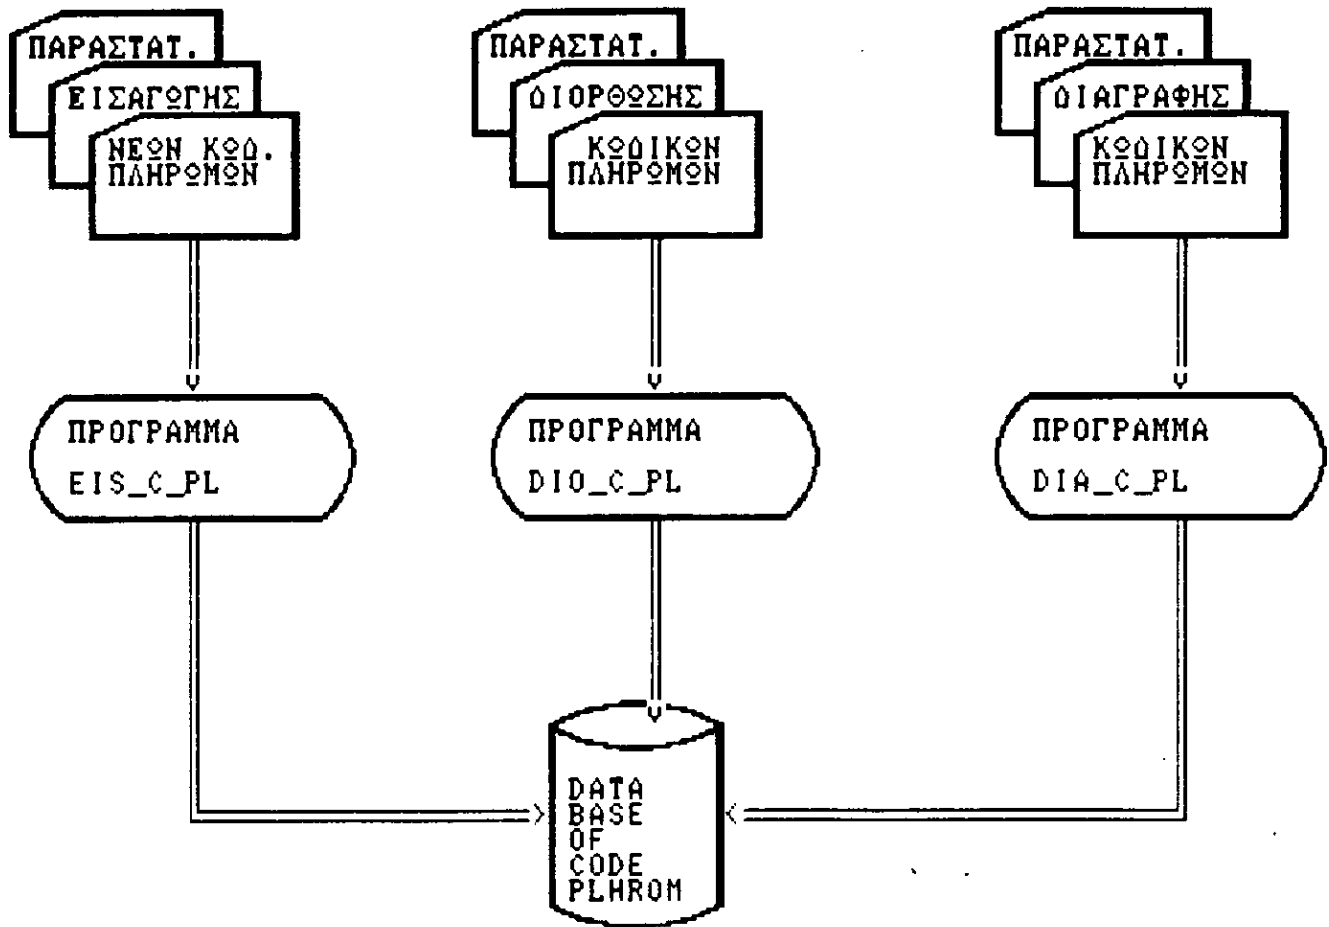 ΠΑΡΑΣΤΑΤ.
ΕΙΣΑΓΩΓΗΣ
ΝΕΩΝ ΚΩΔ.
ΠΛΗΡΩΜΩΝ
ΠΑΡΑΣΤΑΤ.
ΔΙΟΡΘΩΣΗΣ
ΚΩΔΙΚΩΝ
ΠΛΗΡΩΜΩΝ
ΠΑΡΑΣΤΑΤ.
ΔΙΑΓΡΑΦΗΣ
ΚΩΔΙΚΩΝ
ΠΛΗΡΩΜΩΝ
ΠΡΟΓΡΑΜΜΑ
EIS_C_PL
ΠΡΟΓΡΑΜΜΑ
DIO_C_PL
ΠΡΟΓΡΑΜΜΑ
DIA_C_PL
DATA
BASE
OF
CODE
PLHROM